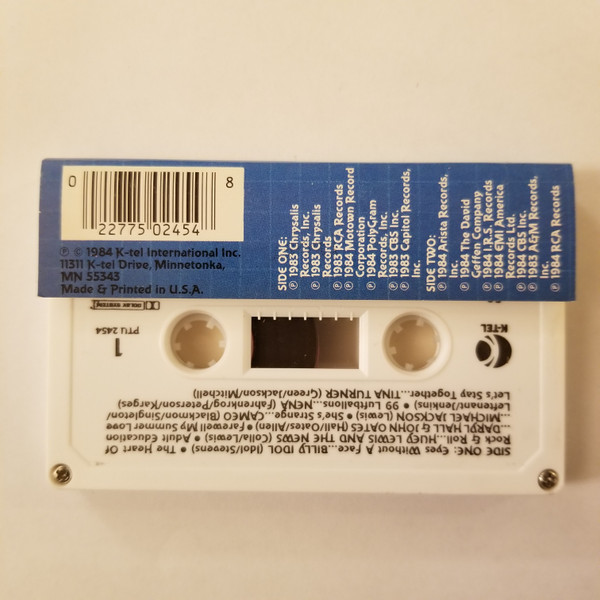 0 22775 02454 8
℗ © 1984 K-tel International Inc.
11311 K-tel Drive, Minnetonka,
MN 55343
Made & Printed in U.S.A.
SIDE ONE:
℗ 1983 Chrysalis
Records, Inc.
℗ 1983 Chrysalis
Records
℗ 1983 RCA Records
℗ 1984 Motown Record
Corporation
℗ 1984 PolyGram
Records, Inc.
℗ 1983 CBS Inc.
℗ 1983 Capitol Records,
Inc.
SIDE TWO:
℗ 1984 Arista Records,
Inc.
℗ 1984 The David
Geffen Company
℗ 1984 L.S. Records
℗ 1984 EMI America
Records Ltd.
℗ 1984 CBS Inc.
℗ 1983 A&M Records,
Inc.
℗ 1984 RCA Records
SIDE ONE: Eyes Without A Face...BILLY IDOL (Idol/Stevens) • The Heart Of
Rock & Roll...HUEY LEWIS AND THE NEWS (Colla/Lewis) • Adult Education
...DARYL HALL & JOHN OATES (Hall/Oates/Allen) • Farewell My Summer Love
...MICHAEL JACKSON (Lewis) • She's Strange...CAMEO (Blackmon/Singleton/
Leftenant/Jenkins) • 99 Luftballons...NENA (Fahrenkrog/Peterson/Karges)
Let's Stay Together...TINA TURNER (Green/Jackson/Mitchell)
K-TEL
1
PTU 2454
DOLBY SYSTEM